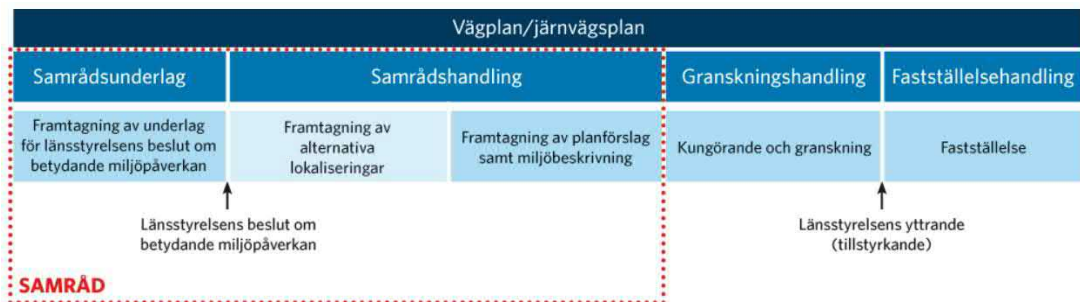 Vägplan/järnvägsplan
Samrådsunderlag
Samrådshandling
Granskningshandling
Fastställelsehandling
Framtagning av underlag
för länsstyrelsens beslut om
betydande miljöpåverkan
Framtagning av
alternativa
lokaliseringar
Framtagning av planförslag
samt miljöbeskrivning
Kungörande och granskning
Fastställelse
Länsstyrelsens beslut om
betydande miljöpåverkan
Länsstyrelsens yttrande
(tillstyrkande)
SAMRÅD